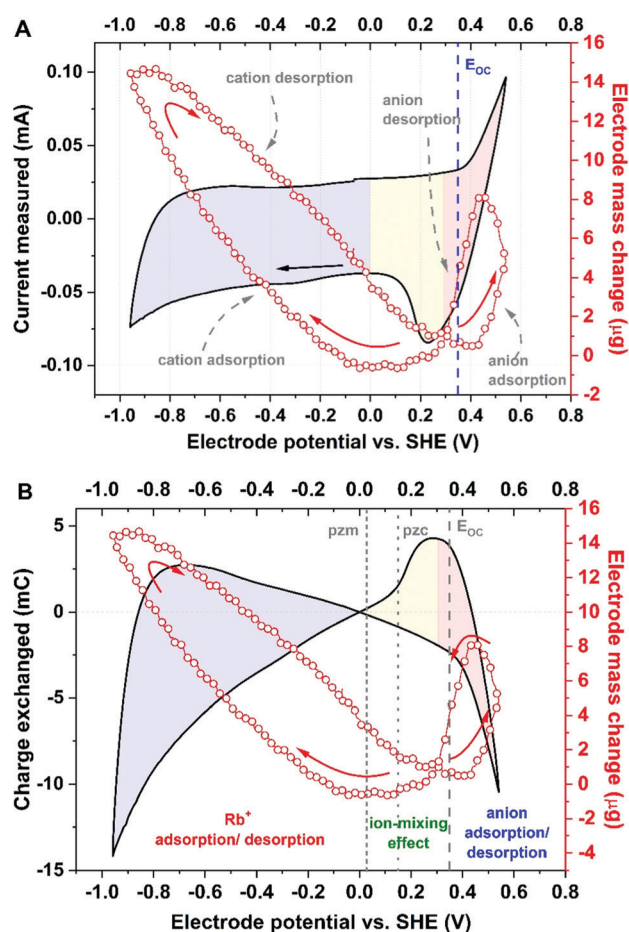 A
-1.0 -0.8 -0.6 -0.4 -0.2 0.0 0.2 0.4 0.6 0.8
0.10
0.05
0.00
-0.05
-0.10
Current measured (mA)
cation desorption
anion
desorption
E_OC
cation adsorption
anion
adsorption
16
14
12
10
8
6
4
2
0
-2
Electrode mass change (μg)
-1.0 -0.8 -0.6 -0.4 -0.2 0.0 0.2 0.4 0.6 0.8
Electrode potential vs. SHE (V)
B
-1.0 -0.8 -0.6 -0.4 -0.2 0.0 0.2 0.4 0.6 0.8
5
0
-5
-10
-15
Charge exchanged (mC)
pzm
pzc
E_OC
Rb⁺
adsorption/ desorption
ion-mixing
effect
anion
adsorption/
desorption
16
14
12
10
8
6
4
2
0
-2
-4
Electrode mass change (μg)
-1.0 -0.8 -0.6 -0.4 -0.2 0.0 0.2 0.4 0.6 0.8
Electrode potential vs. SHE (V)